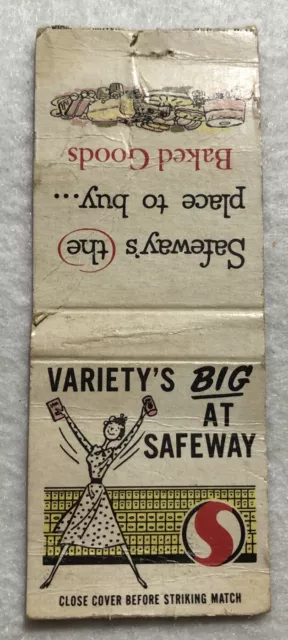 Safeway's (the)
place to buy...
Baked Goods
VARIETY'S BIG
AT
SAFEWAY
S
CLOSE COVER BEFORE STRIKING MATCH